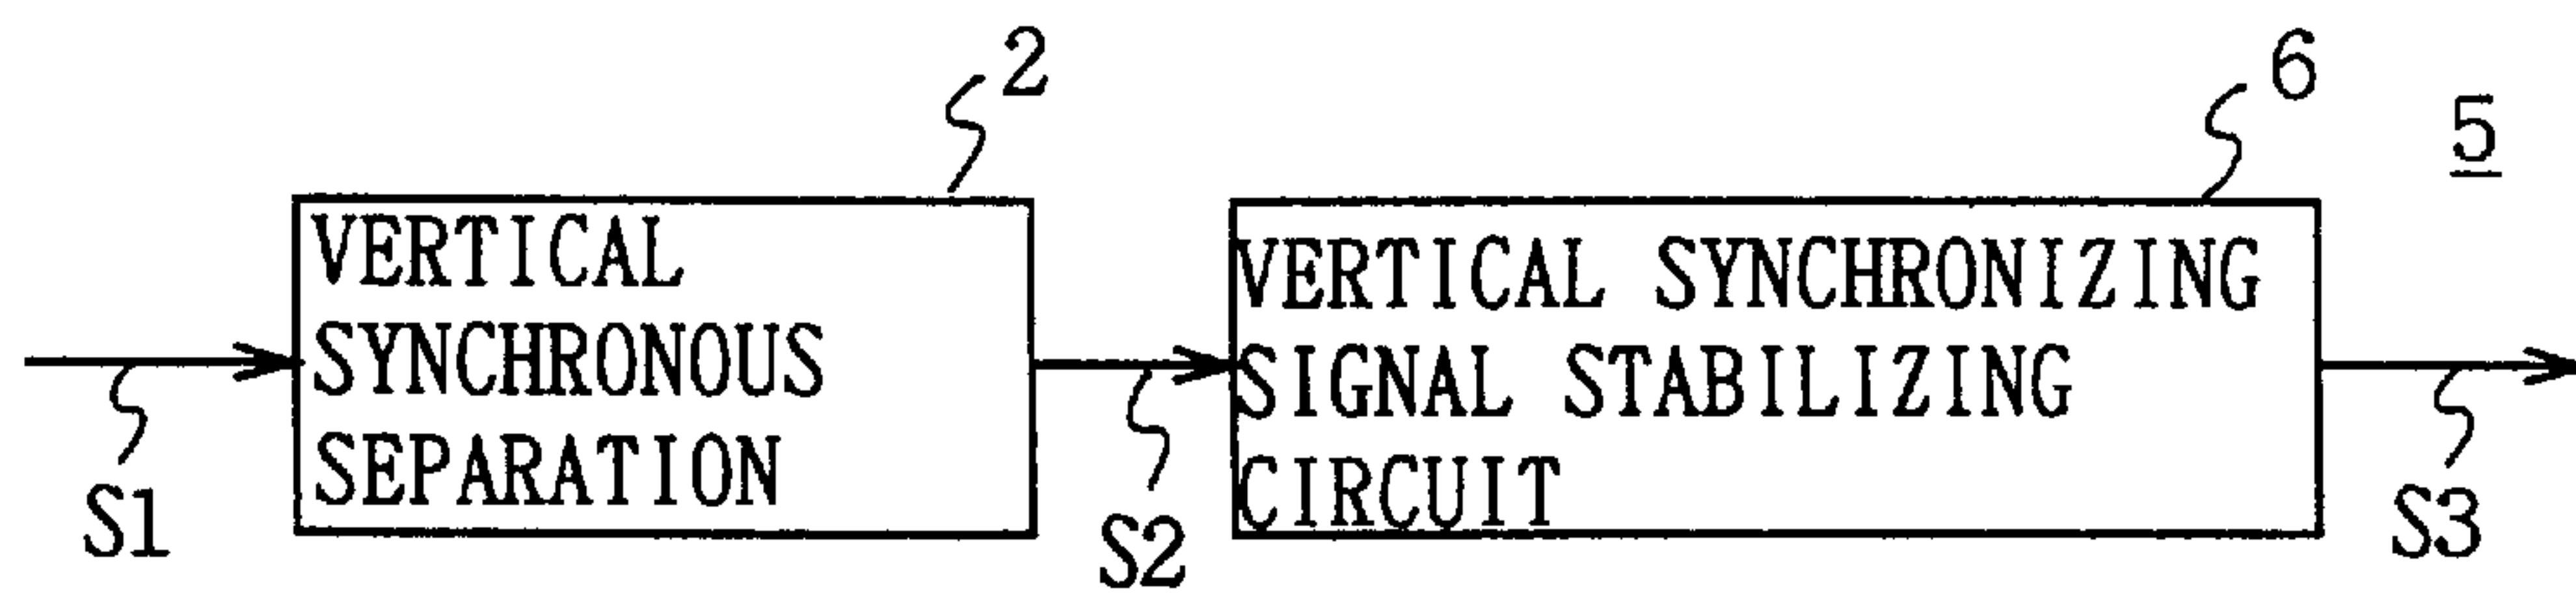 2
6
5
VERTICAL
SYNCHRONOUS
SEPARATION
VERTICAL SYNCHRONIZING
SIGNAL STABILIZING
CIRCUIT
S1
S2
S3